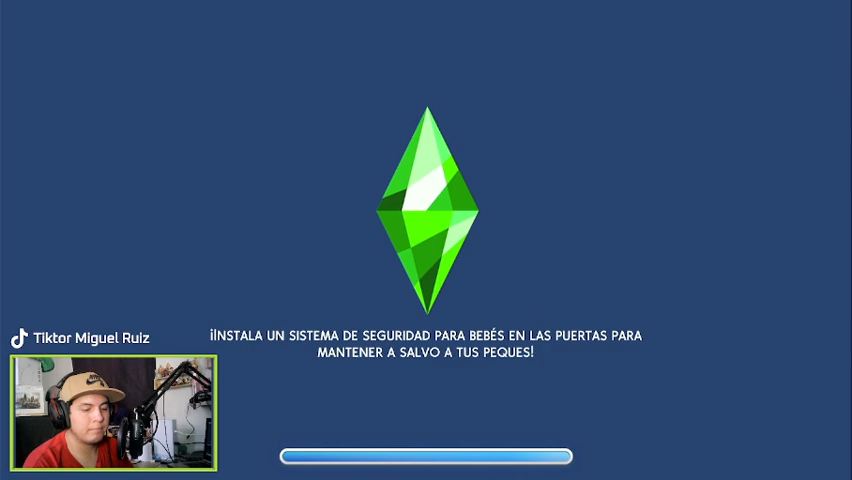 Tiktor Miguel Ruiz
¡INSTALA UN SISTEMA DE SEGURIDAD PARA BEBÉS EN LAS PUERTAS PARA
MANTENER A SALVO A TUS PEQUES!